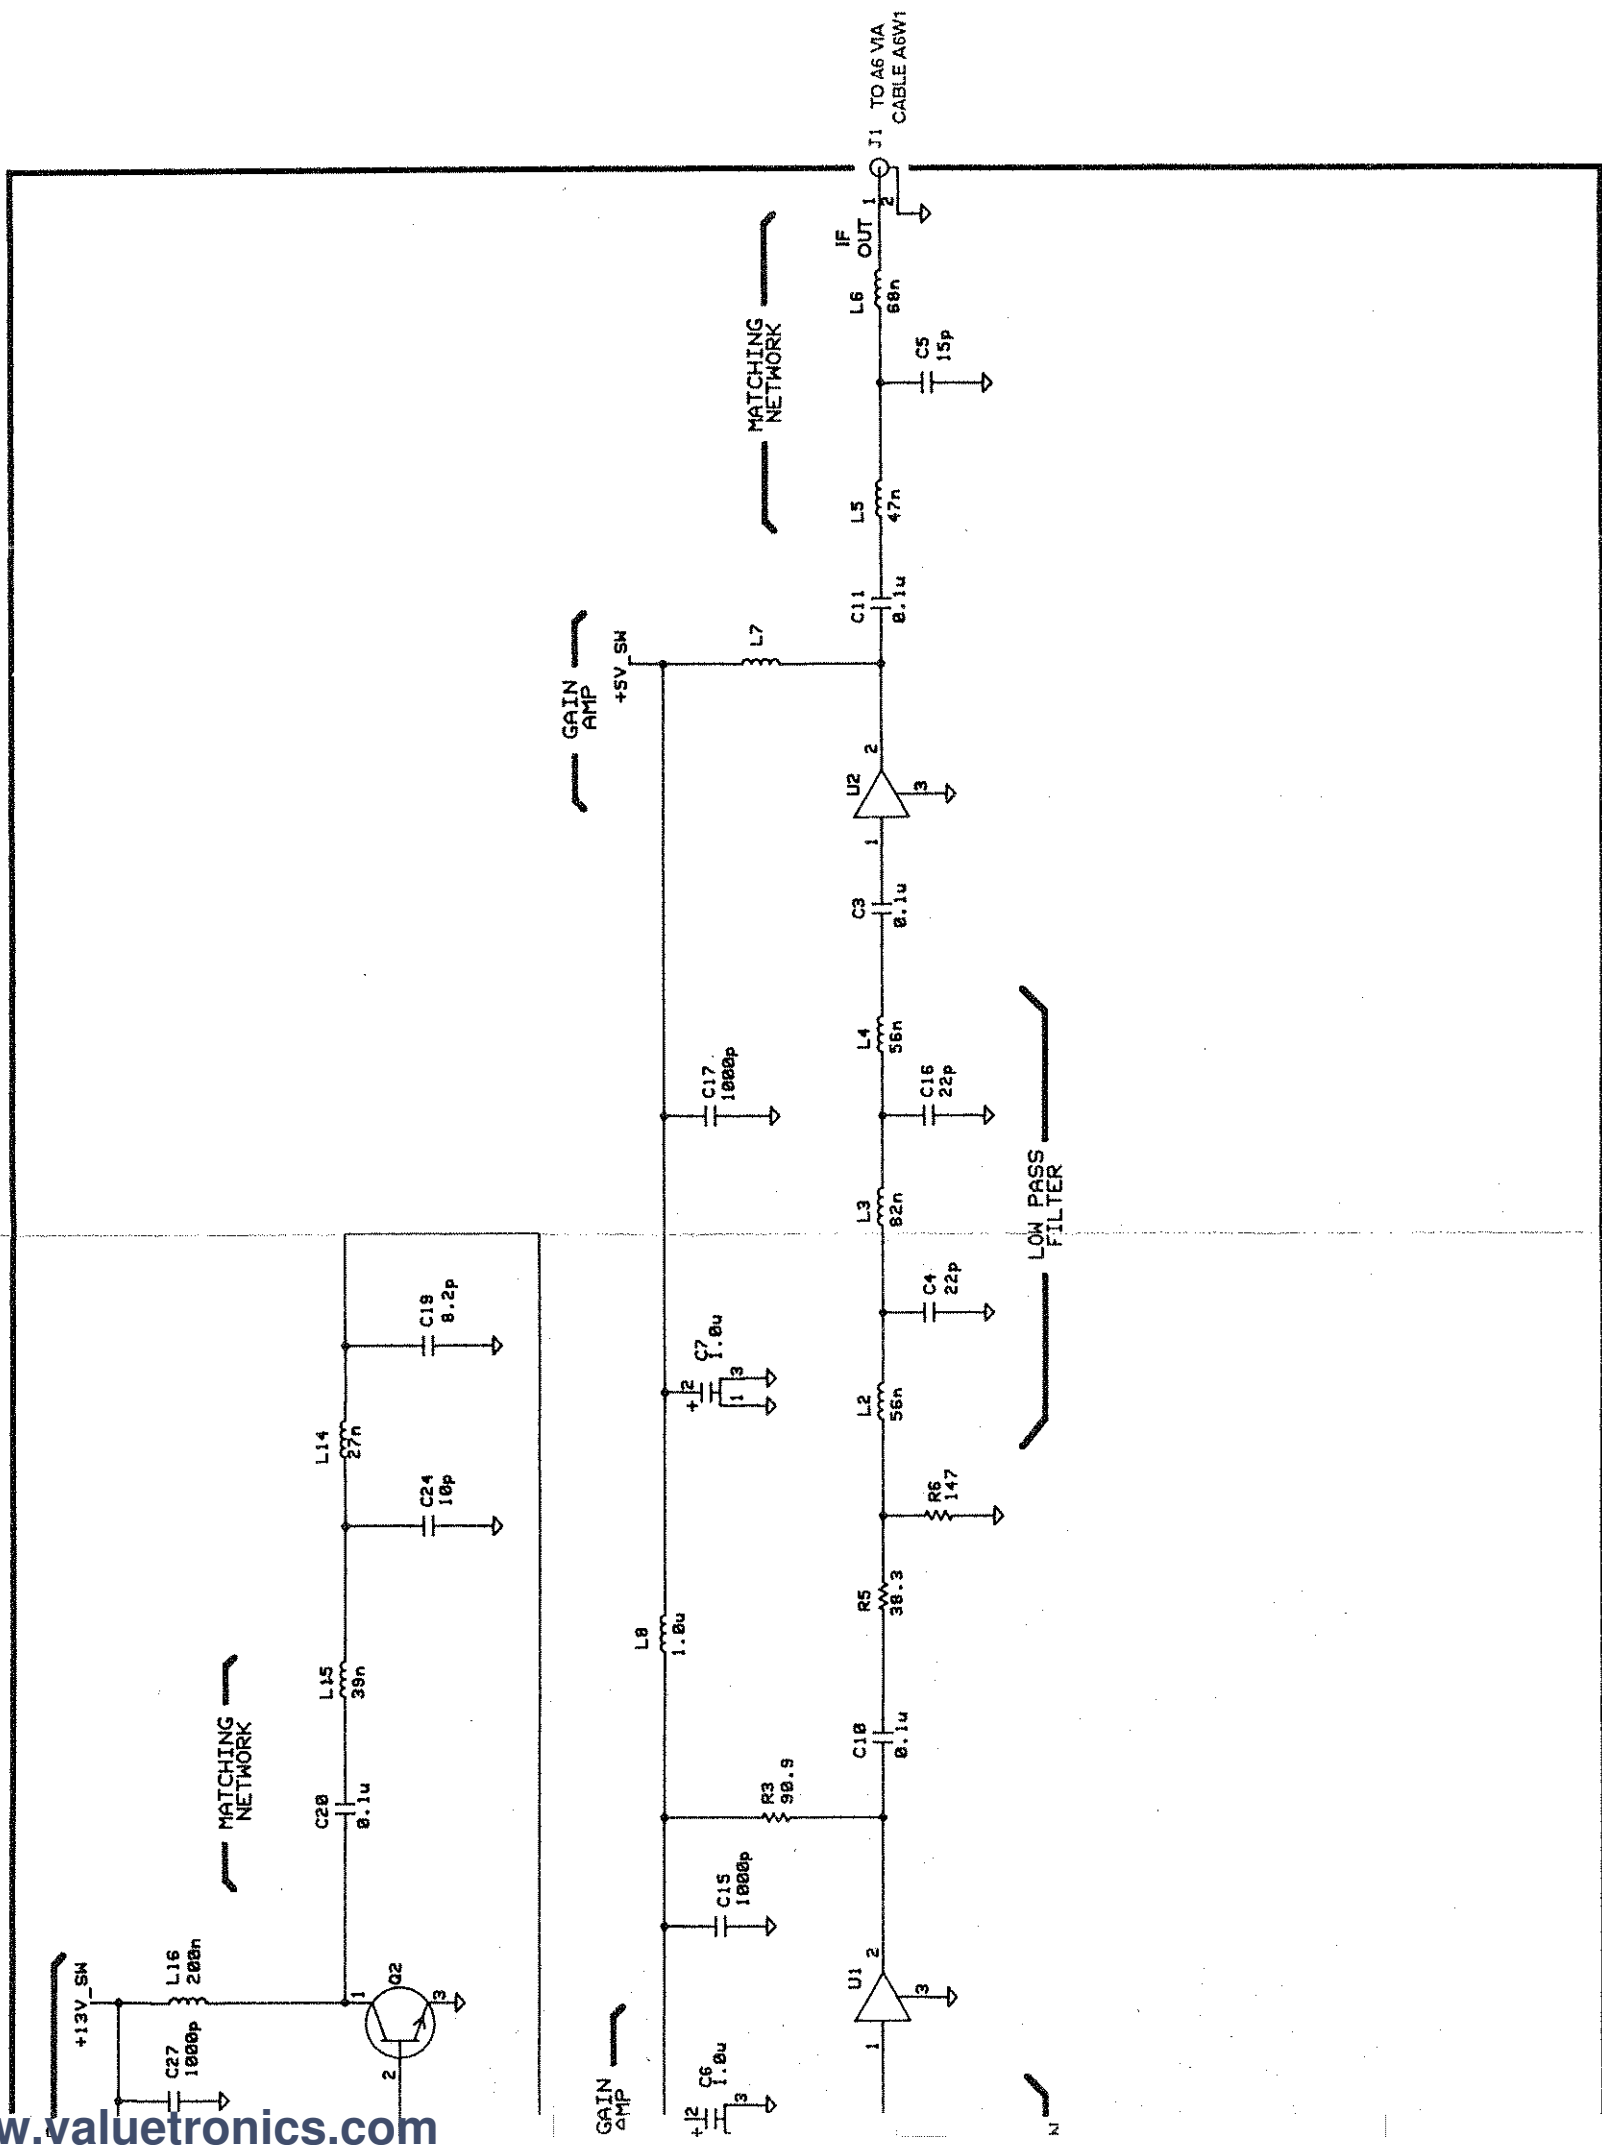 +13V_SW
C27
1000p
L16
200n
1
Q2
2
3
MATCHING
NETWORK
C20
0.1u
L15
39n
C24
10p
L14
27n
C19
8.2p
GAIN
AMP
C6
1.0u
+
2
3
C15
1000p
R3
90.9
L8
1.0u
C7
1.0u
+
2
1
3
C17
1000p
GAIN
AMP
+5V_SW
L7
1
U1
2
3
C10
0.1u
R5
38.3
R6
147
L2
56n
C4
22p
L3
82n
C16
22p
L4
56n
LOW PASS
FILTER
C3
0.1u
1
U2
2
3
C11
0.1u
L5
47n
MATCHING
NETWORK
C5
15p
L6
68n
IF
OUT
1
2
J1
TO A6 VIA
CABLE A6W1
w.valuetronics.com